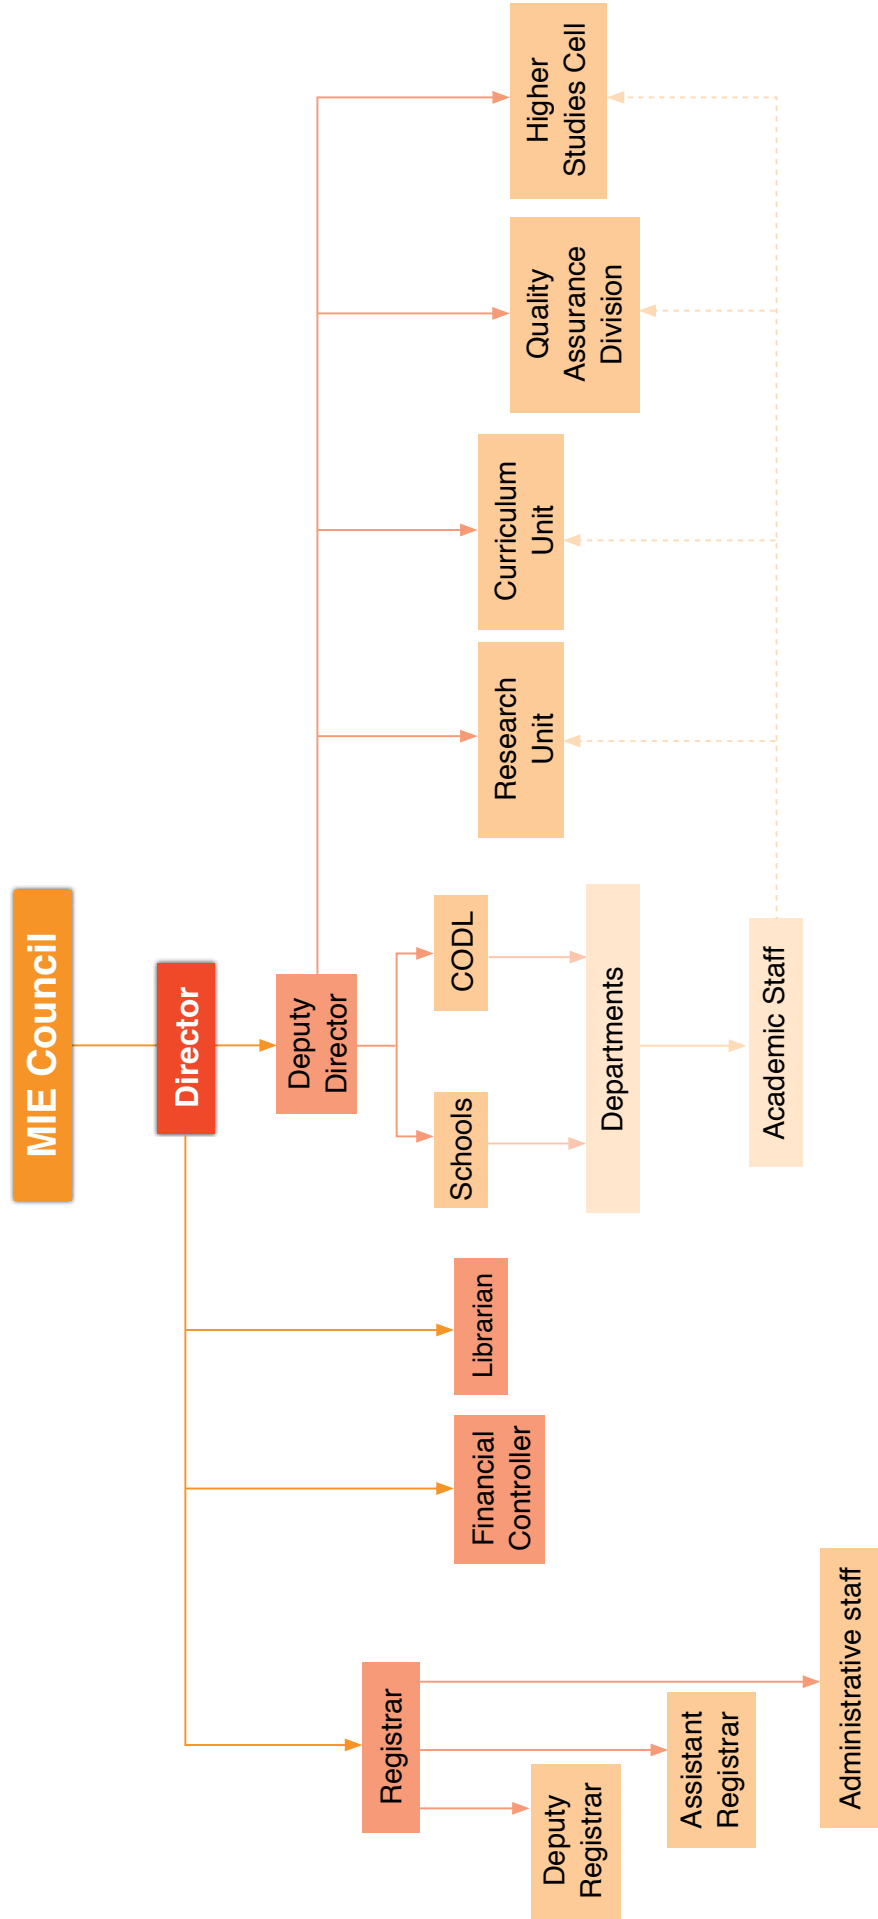 MIE Council
Director
Deputy
Director
Registrar
Financial
Controller
Librarian
Schools
CODL
Research
Unit
Curriculum
Unit
Quality
Assurance
Division
Higher
Studies Cell
Deputy
Registrar
Assistant
Registrar
Administrative staff
Departments
Academic Staff